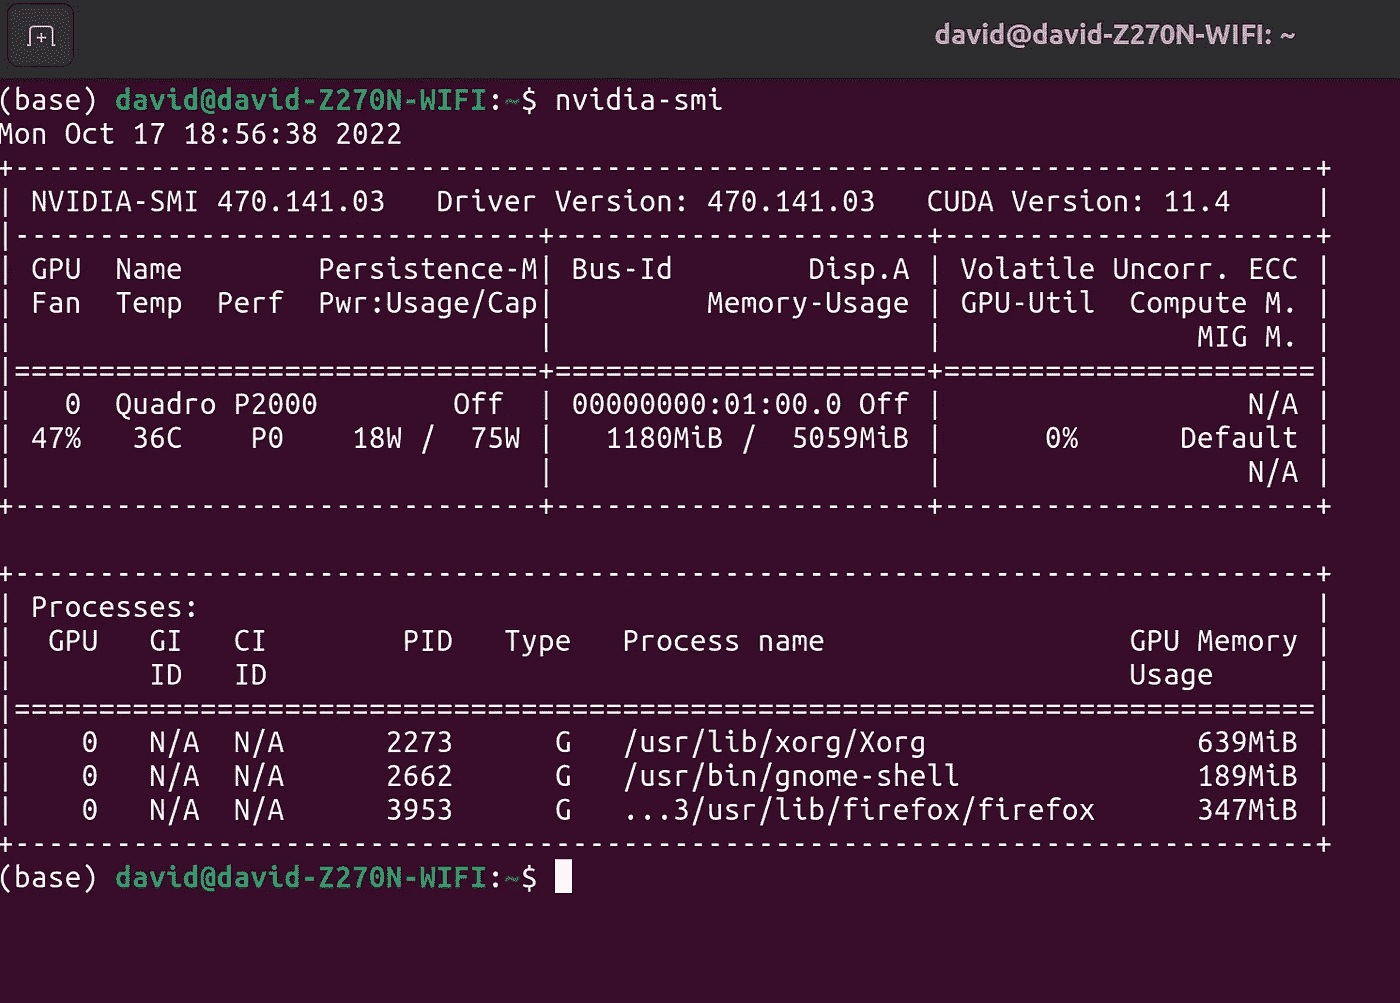 david@david-Z270N-WIFI: ~
(base) david@david-Z270N-WIFI:~$ nvidia-smi
Mon Oct 17 18:56:38 2022
+-----------------------------------------------------------------------------+
| NVIDIA-SMI 470.141.03   Driver Version: 470.141.03   CUDA Version: 11.4     |
|-------------------------------+----------------------+----------------------+
| GPU  Name        Persistence-M| Bus-Id        Disp.A | Volatile Uncorr. ECC |
| Fan  Temp  Perf  Pwr:Usage/Cap|         Memory-Usage | GPU-Util  Compute M. |
|                               |                      |               MIG M. |
|===============================+======================+======================|
|   0  Quadro P2000        Off  | 00000000:01:00.0 Off |                  N/A |
| 47%   36C    P0    18W /  75W |   1180MiB /  5059MiB |      0%      Default |
|                               |                      |                  N/A |
+-------------------------------+----------------------+----------------------+
+-----------------------------------------------------------------------------+
| Processes:                                                                  |
|  GPU   GI   CI        PID   Type   Process name                  GPU Memory |
|        ID   ID                                                   Usage      |
|=============================================================================|
|    0   N/A  N/A      2273      G   /usr/lib/xorg/Xorg                639MiB |
|    0   N/A  N/A      2662      G   /usr/bin/gnome-shell              189MiB |
|    0   N/A  N/A      3953      G   ...3/usr/lib/firefox/firefox      347MiB |
+-----------------------------------------------------------------------------+
(base) david@david-Z270N-WIFI:~$